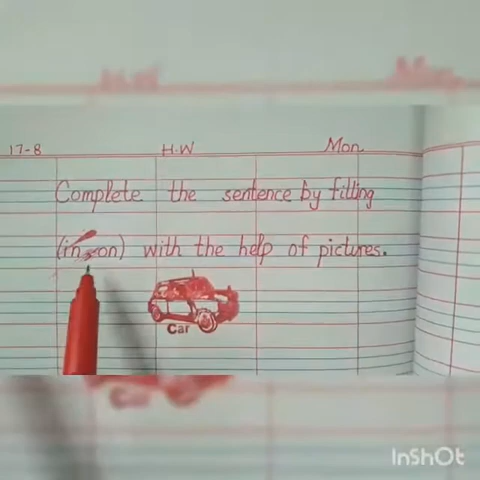 17-8 H.W Mon.
Complete the sentence by filling
(in, on) with the help of pictures.
Car
InShOt